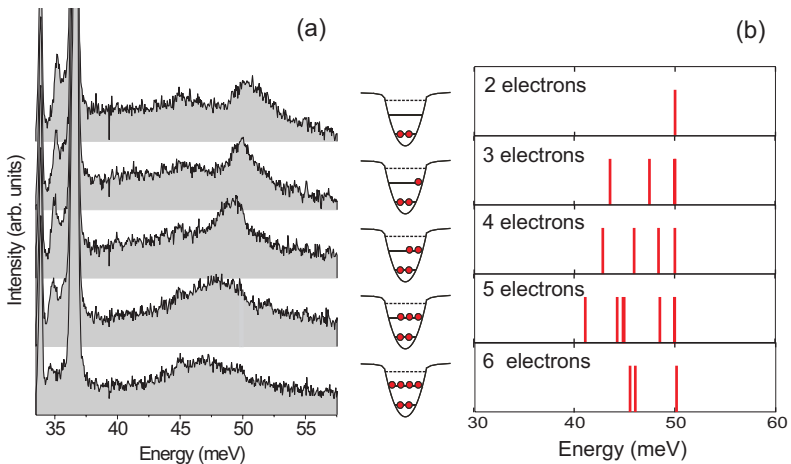 (a)
Intensity (arb. units)
35 40 45 50 55
Energy (meV)
(b)
2 electrons
3 electrons
4 electrons
5 electrons
6 electrons
30 40 50 60
Energy (meV)